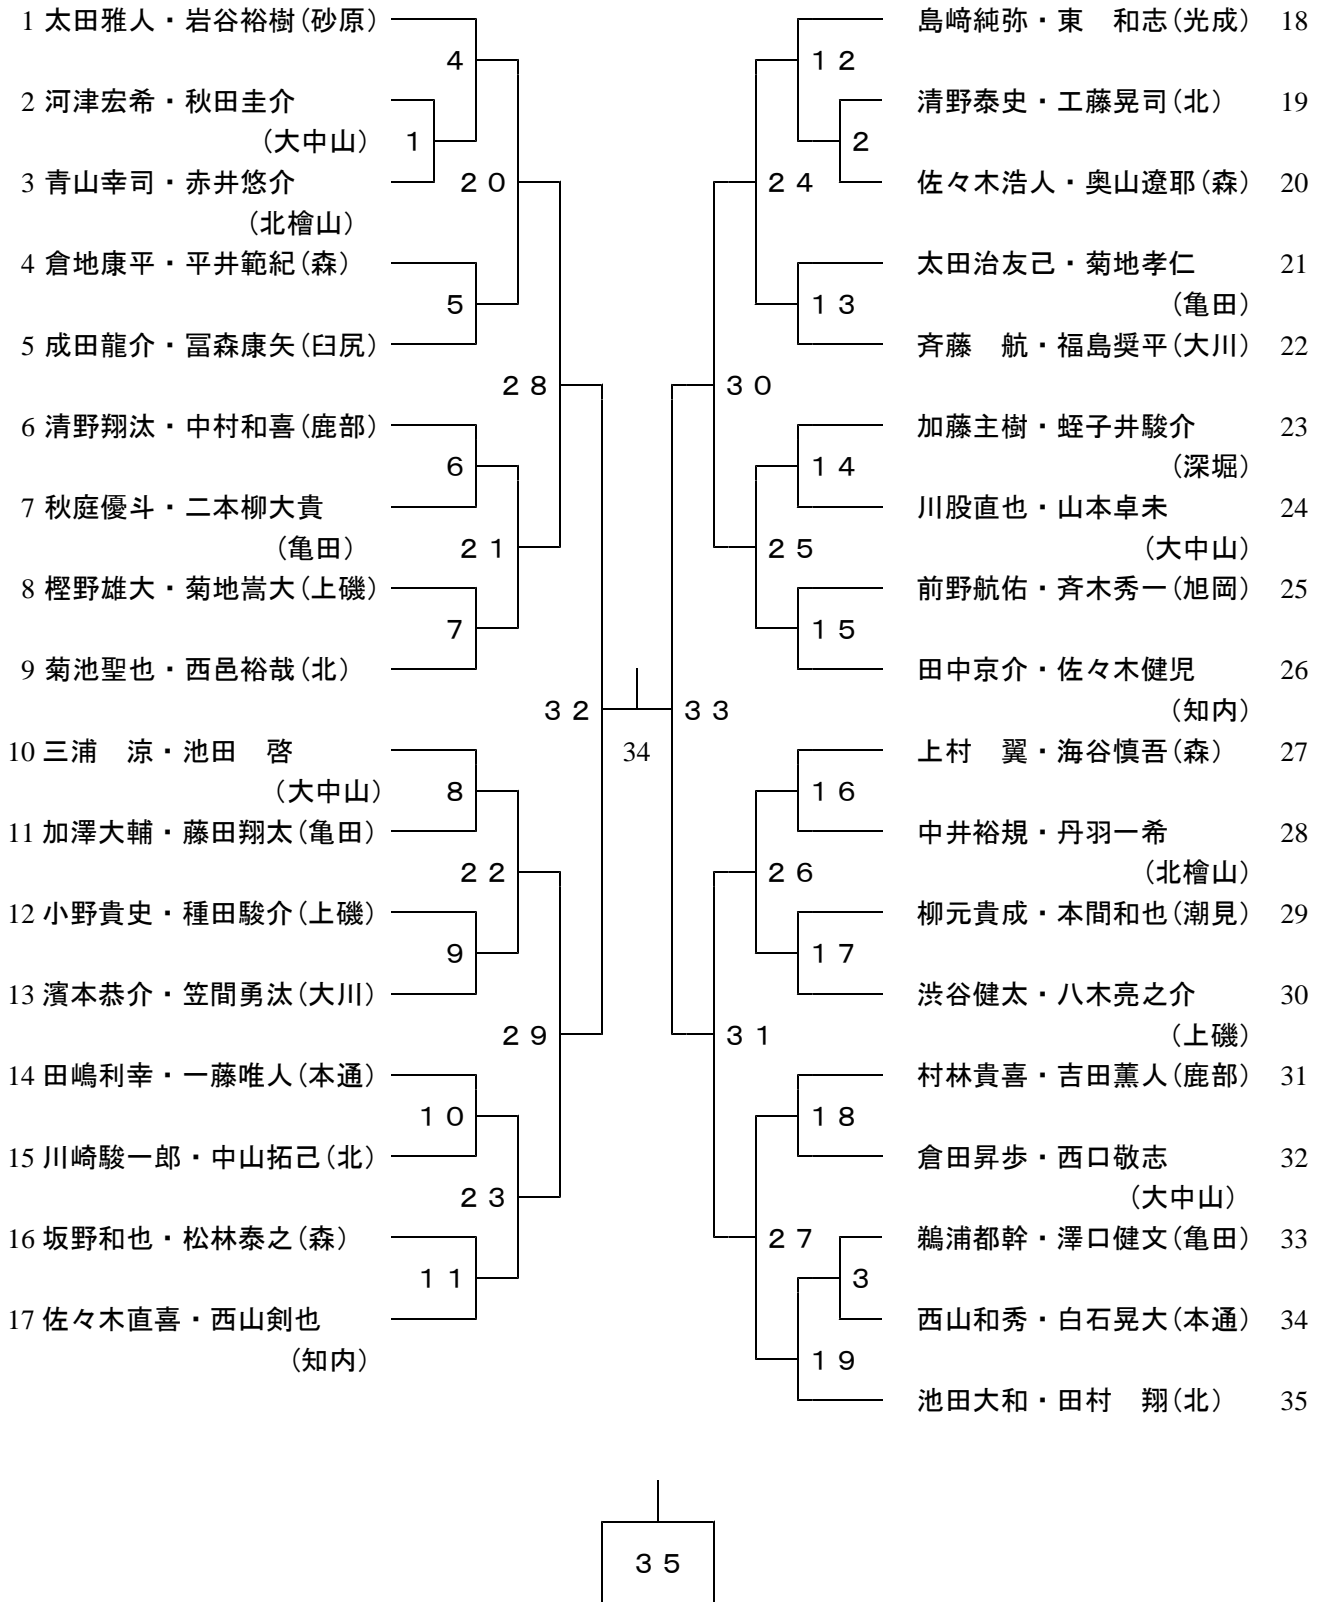 1 太田雅人・岩谷裕樹(砂原)
4
2 河津宏希・秋田圭介
(大中山)
1
3 青山幸司・赤井悠介
(北檜山)
20
4 倉地康平・平井範紀(森)
5
5 成田龍介・冨森康矢(臼尻)
28
6 清野翔汰・中村和喜(鹿部)
6
7 秋庭優斗・二本柳大貴
(亀田)
21
8 樫野雄大・菊地嵩大(上磯)
7
9 菊池聖也・西邑裕哉(北)
32
10 三浦　涼・池田　啓
(大中山)
8
11 加澤大輔・藤田翔太(亀田)
22
12 小野貴史・種田駿介(上磯)
9
13 濱本恭介・笠間勇汰(大川)
29
14 田嶋利幸・一藤唯人(本通)
10
15 川崎駿一郎・中山拓己(北)
23
16 坂野和也・松林泰之(森)
11
17 佐々木直喜・西山剣也
(知内)
34
島﨑純弥・東　和志(光成) 18
12
清野泰史・工藤晃司(北) 19
2
佐々木浩人・奥山遼耶(森) 20
24
太田治友己・菊地孝仁 21
(亀田)
13
斉藤　航・福島奨平(大川) 22
30
加藤主樹・蛭子井駿介 23
(深堀)
14
川股直也・山本卓未 24
(大中山)
25
前野航佑・斉木秀一(旭岡) 25
15
田中京介・佐々木健児 26
(知内)
33
上村　翼・海谷慎吾(森) 27
16
中井裕規・丹羽一希 28
(北檜山)
26
柳元貴成・本間和也(潮見) 29
17
渋谷健太・八木亮之介 30
(上磯)
31
村林貴喜・吉田薫人(鹿部) 31
18
倉田昇歩・西口敬志 32
(大中山)
27
鵜浦都幹・澤口健文(亀田) 33
3
西山和秀・白石晃大(本通) 34
19
池田大和・田村　翔(北) 35
35